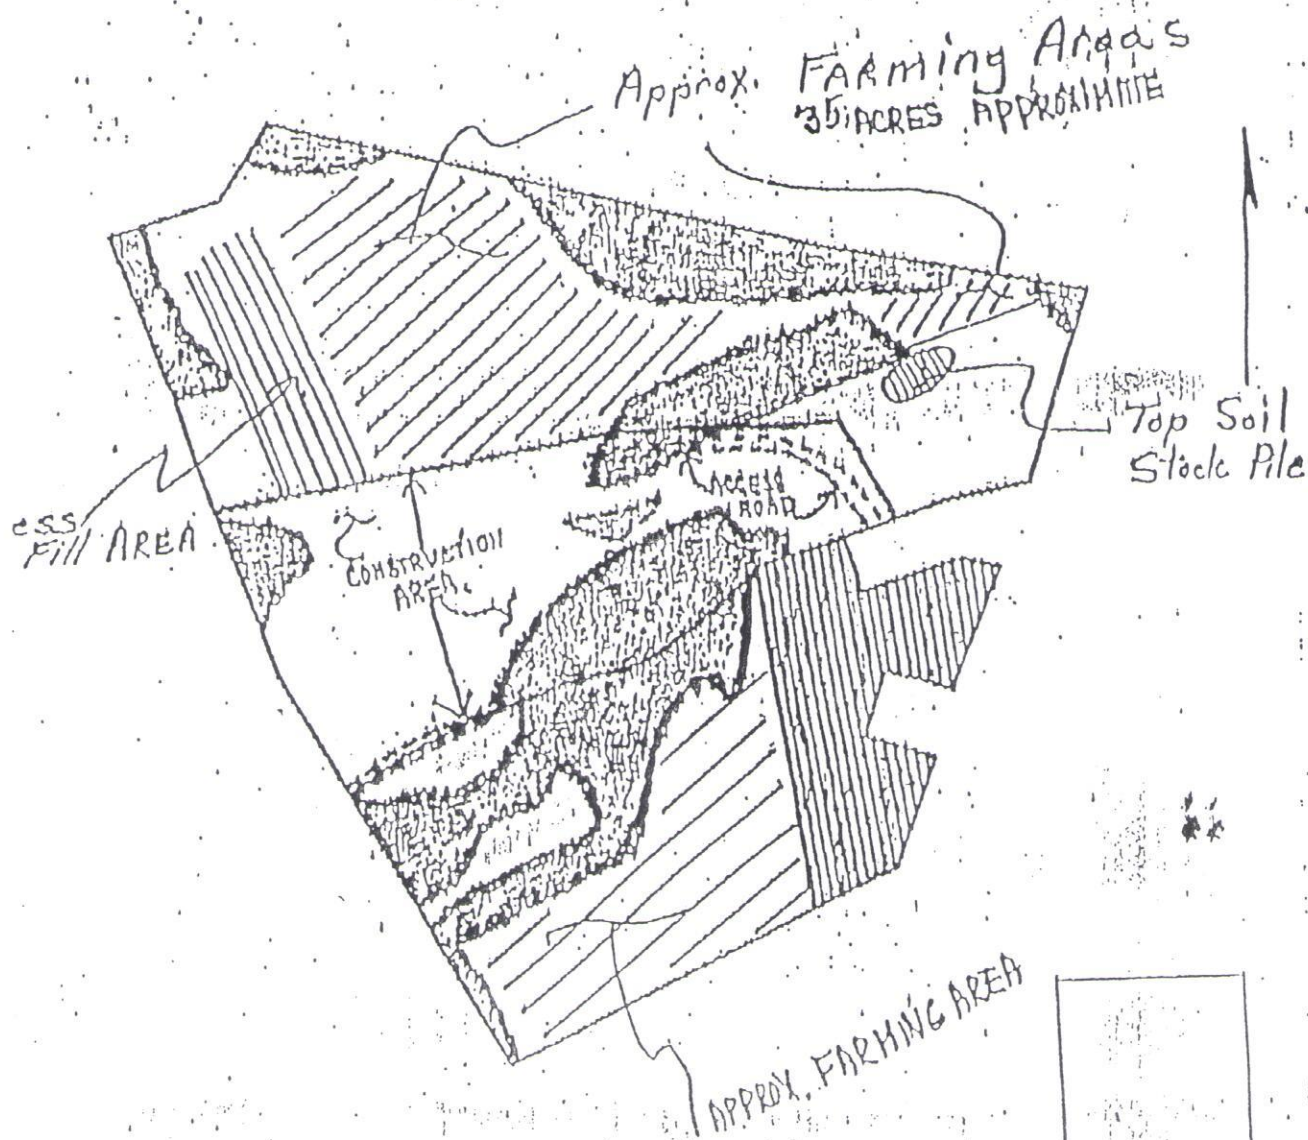 Approx. FARming Areas
35 ACRES APPROXIMATE
Top Soil
Stock Pile
ess
Fill AREA
ACCESS
ROAD
CONSTRUCTION
AREA
APPROX. FARMING AREA